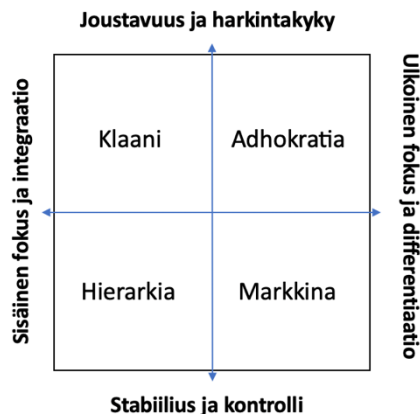 Joustavuus ja harkintakyky
Sisäinen fokus ja integraatio
Klaani
Adhokratia
Ulkoinen fokus ja differentiaatio
Hierarkia
Markkina
Stabiilius ja kontrolli